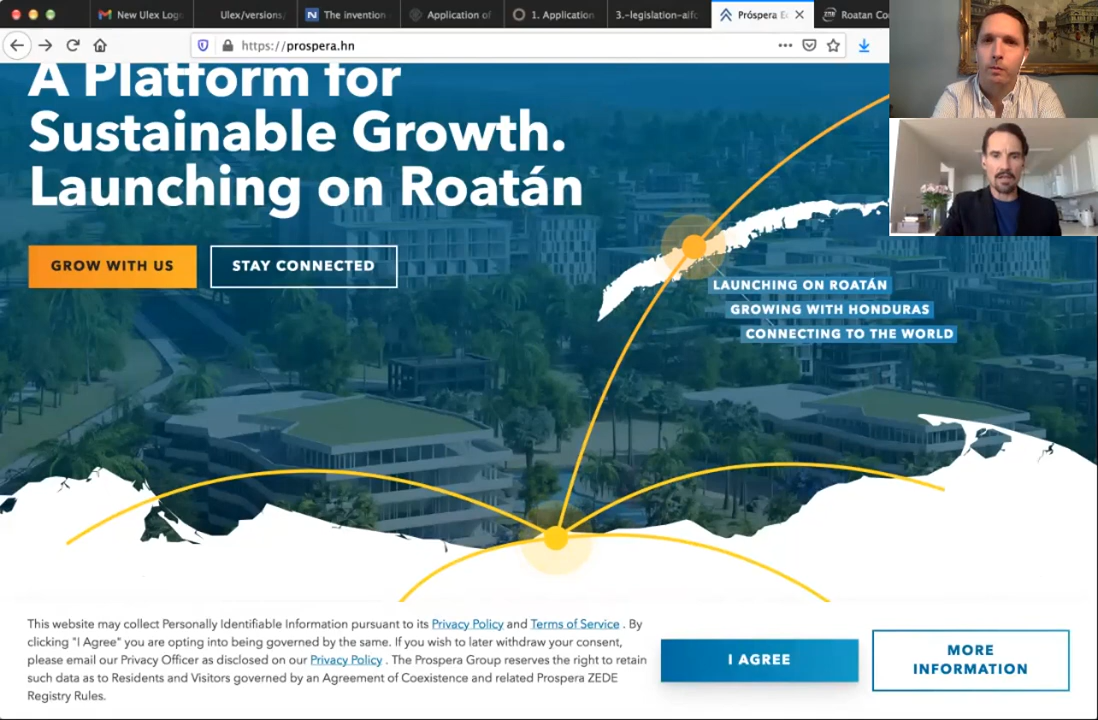 New Ulex Logo
Ulex/versions,
The invention
Application of
1. Application
3.-legislation-aifc
Próspera Ec
Roatan Co
https://prospera.hn
A Platform for
Sustainable Growth.
Launching on Roatán
GROW WITH US
STAY CONNECTED
LAUNCHING ON ROATÁN
GROWING WITH HONDURAS
CONNECTING TO THE WORLD
This website may collect Personally Identifiable Information pursuant to its Privacy Policy and Terms of Service . By
clicking "I Agree" you are opting into being governed by the same. If you wish to later withdraw your consent,
please email our Privacy Officer as disclosed on our Privacy Policy . The Prospera Group reserves the right to retain
such data as to Residents and Visitors governed by an Agreement of Coexistence and related Prospera ZEDE
Registry Rules.
I AGREE
MORE
INFORMATION